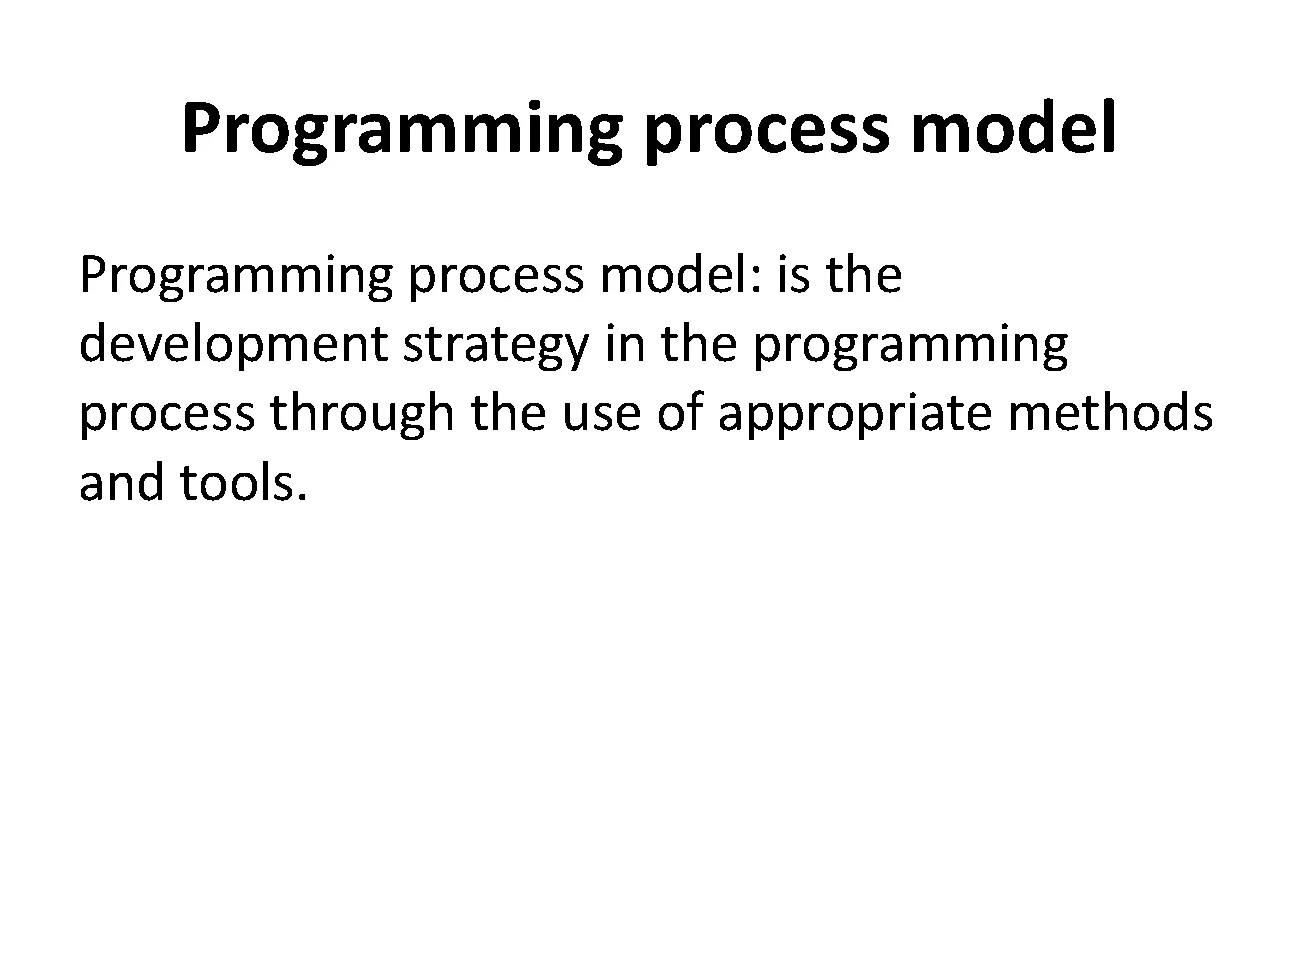 Programming process model
Programming process model: is the
development strategy in the programming
process through the use of appropriate methods
and tools.